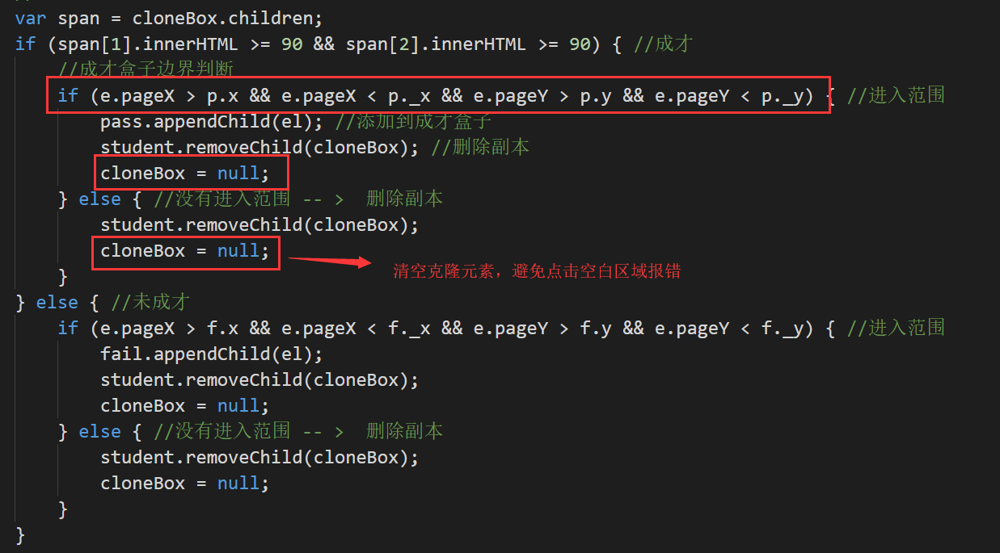 var span = cloneBox.children;
if (span[1].innerHTML >= 90 && span[2].innerHTML >= 90) { //成才
//成才盒子边界判断
if (e.pageX > p.x && e.pageX < p._x && e.pageY > p.y && e.pageY < p._y) { //进入范围
pass.appendChild(el); //添加到成才盒子
student.removeChild(cloneBox); //删除副本
cloneBox = null;
} else { //没有进入范围 -- > 删除副本
student.removeChild(cloneBox);
cloneBox = null;
清空克隆元素，避免点击空白区域报错
}
} else { //未成才
if (e.pageX > f.x && e.pageX < f._x && e.pageY > f.y && e.pageY < f._y) { //进入范围
fail.appendChild(el);
student.removeChild(cloneBox);
cloneBox = null;
} else { //没有进入范围 -- > 删除副本
student.removeChild(cloneBox);
cloneBox = null;
}
}